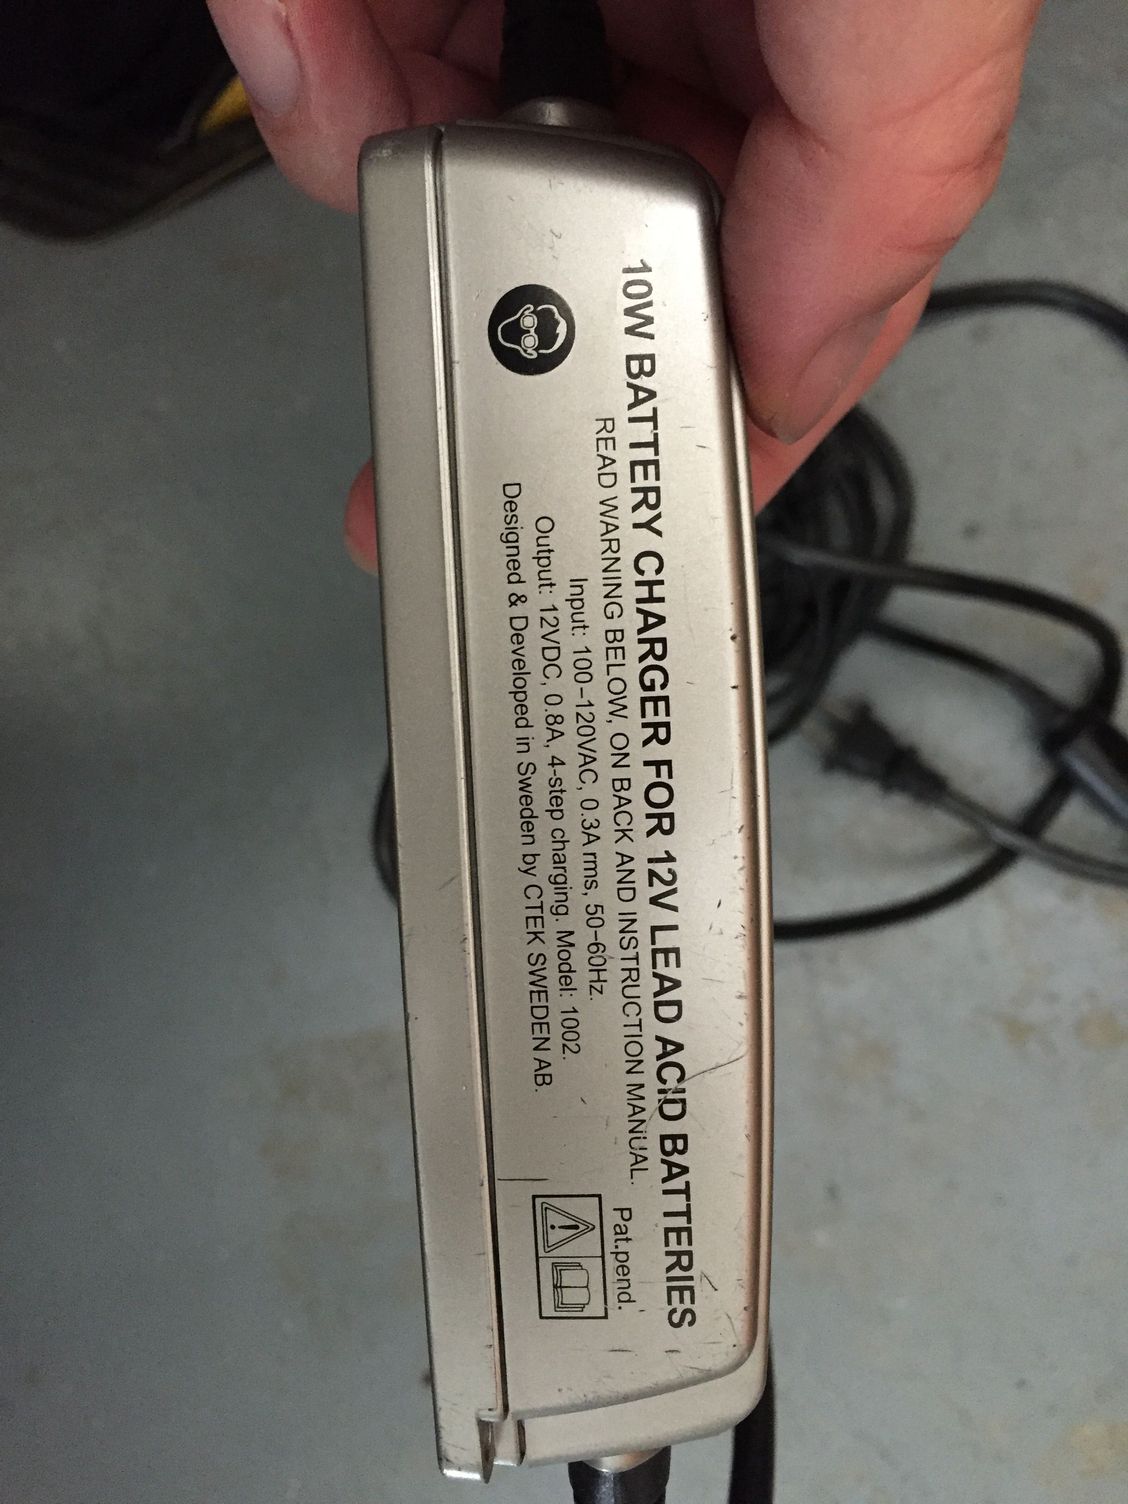 10W BATTERY CHARGER FOR 12V LEAD ACID BATTERIES
READ WARNING BELOW, ON BACK AND INSTRUCTION MANUAL.
Input: 100-120VAC, 0.3A rms, 50-60Hz.
Output: 12VDC, 0.8A, 4-step charging. Model: 1002.
Designed & Developed in Sweden by CTEK SWEDEN AB.
Pat.pend.